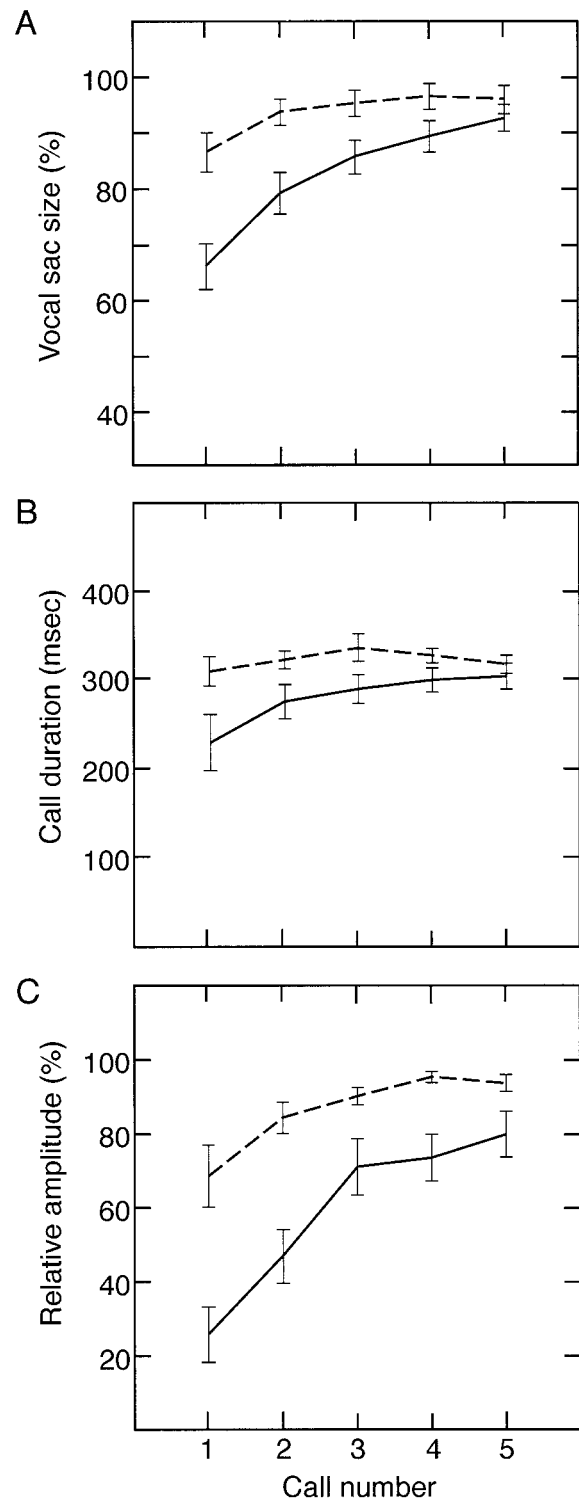 A
Vocal sac size (%)
100
80
60
40
B
Call duration (msec)
400
300
200
100
C
Relative amplitude (%)
100
80
60
40
20
1 2 3 4 5
Call number